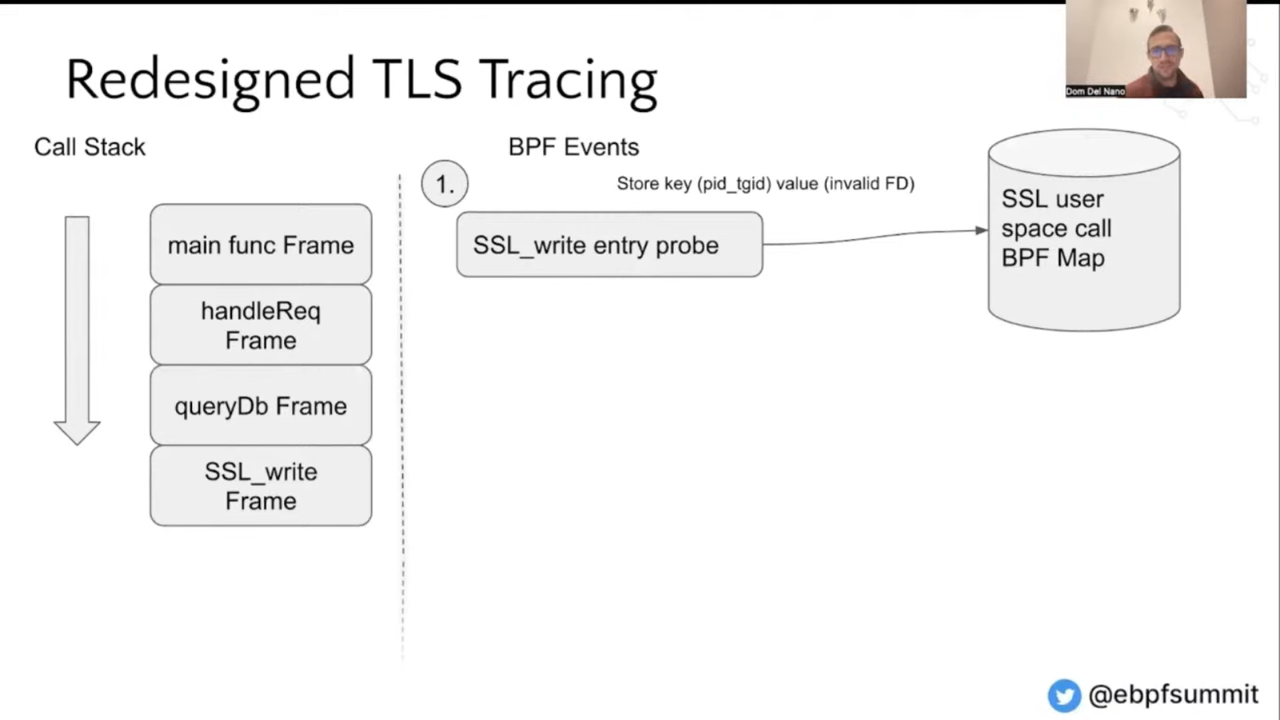 Redesigned TLS Tracing
Dom Del Nano
Call Stack
BPF Events
1.
Store key (pid_tgid) value (invalid FD)
main func Frame
SSL_write entry probe
SSL user
space call
BPF Map
handleReq
Frame
queryDb Frame
SSL_write
Frame
@ebpfsummit